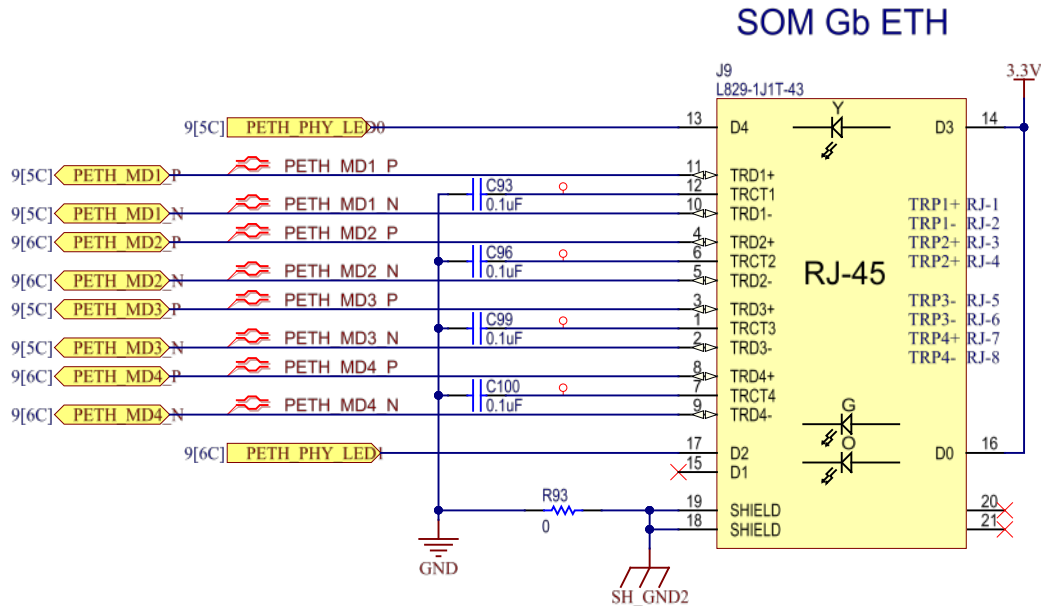 SOM Gb ETH
J9
L829-1J1T-43
3.3V
9[5C] PETH_PHY_LED0 13 D4 Y D3 14
9[5C] PETH_MD1_P PETH_MD1_P 11 TRD1+
C93 12 TRCT1
0.1uF
9[5C] PETH_MD1_N PETH_MD1_N 10 TRD1- TRP1+ RJ-1
TRP1- RJ-2
9[6C] PETH_MD2_P PETH_MD2_P 4 TRD2+ TRP2+ RJ-3
C96 6 TRCT2 TRP2+ RJ-4
0.1uF
RJ-45
9[6C] PETH_MD2_N PETH_MD2_N 5 TRD2-
9[5C] PETH_MD3_P PETH_MD3_P 3 TRD3+ TRP3- RJ-5
C99 1 TRCT3 TRP3- RJ-6
0.1uF
9[5C] PETH_MD3_N PETH_MD3_N 2 TRD3- TRP4+ RJ-7
TRP4- RJ-8
9[6C] PETH_MD4_P PETH_MD4_P 8 TRD4+
C100 7 TRCT4
0.1uF
9[6C] PETH_MD4_N PETH_MD4_N 9 TRD4-
G
9[6C] PETH_PHY_LED1 17 D2 O D0 16
15 D1
R93 19 SHIELD 20
0 18 SHIELD 21
GND
SH_GND2